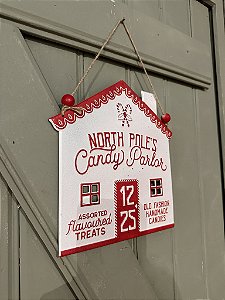 NORTH POLE'S
Candy Parlor
12
25
ASSORTED
flavoured
TREATS
OLD FASHION
HANDMADE
CANDIES